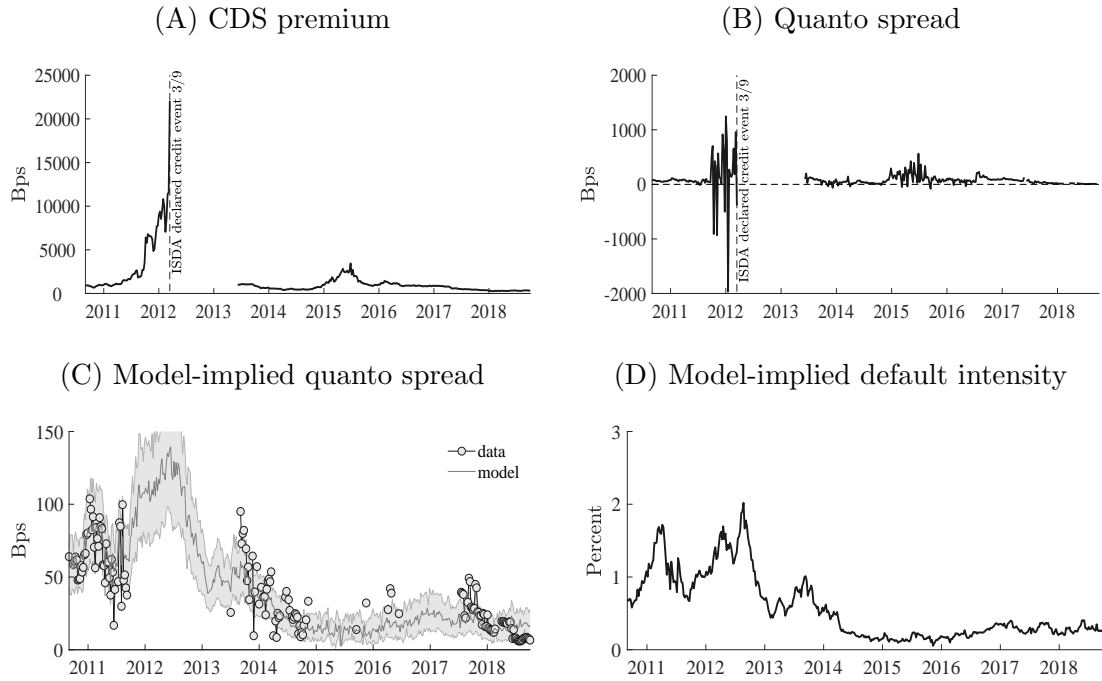 (A) CDS premium
(B) Quanto spread
25000
20000
15000
10000
5000
0
Bps
ISDA declared credit event 3/9
2011 2012 2013 2014 2015 2016 2017 2018
2000
1000
0
-1000
-2000
Bps
ISDA declared credit event 3/9
2011 2012 2013 2014 2015 2016 2017 2018
(C) Model-implied quanto spread
(D) Model-implied default intensity
150
100
50
0
Bps
data
model
2011 2012 2013 2014 2015 2016 2017 2018
3
2
1
0
Percent
2011 2012 2013 2014 2015 2016 2017 2018